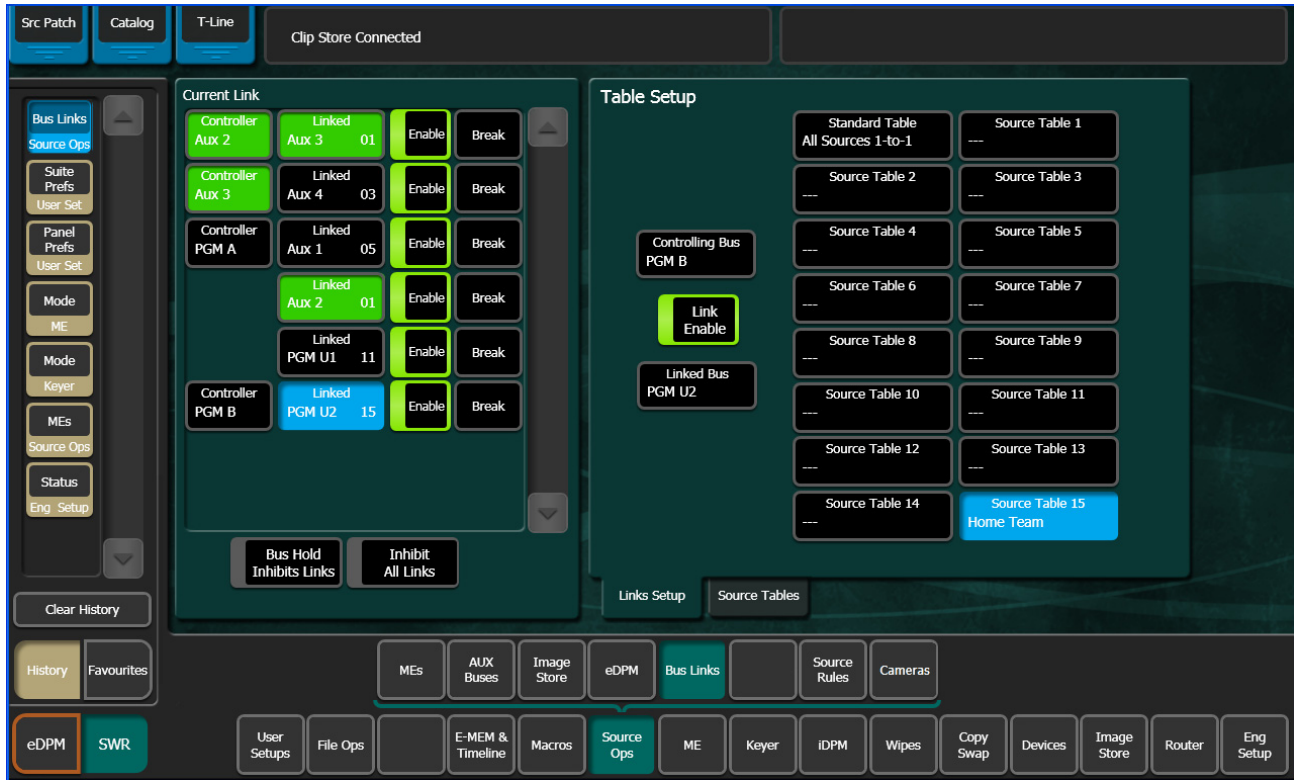 Src Patch
Catalog
T-Line
Clip Store Connected
Bus Links
Source Ops
Suite
Prefs
User Set
Panel
Prefs
User Set
Mode
ME
Mode
Keyer
MEs
Source Ops
Status
Eng Setup
Clear History
History
Favourites
eDPM
SWR
Current Link
Controller
Aux 2
Linked
Aux 3 01
Enable
Break
Controller
Aux 3
Linked
Aux 4 03
Enable
Break
Controller
PGM A
Linked
Aux 1 05
Enable
Break
Linked
Aux 2 01
Enable
Break
Linked
PGM U1 11
Enable
Break
Controller
PGM B
Linked
PGM U2 15
Enable
Break
Bus Hold
Inhibits Links
Inhibit
All Links
Table Setup
Controlling Bus
PGM B
Link
Enable
Linked Bus
PGM U2
Standard Table
All Sources 1-to-1
Source Table 1
---
Source Table 2
---
Source Table 3
---
Source Table 4
---
Source Table 5
---
Source Table 6
---
Source Table 7
---
Source Table 8
---
Source Table 9
---
Source Table 10
---
Source Table 11
---
Source Table 12
---
Source Table 13
---
Source Table 14
---
Source Table 15
Home Team
Links Setup
Source Tables
MEs
AUX
Buses
Image
Store
eDPM
Bus Links
Source
Rules
Cameras
User
Setups
File Ops
E-MEM &
Timeline
Macros
Source
Ops
ME
Keyer
iDPM
Wipes
Copy
Swap
Devices
Image
Store
Router
Eng
Setup